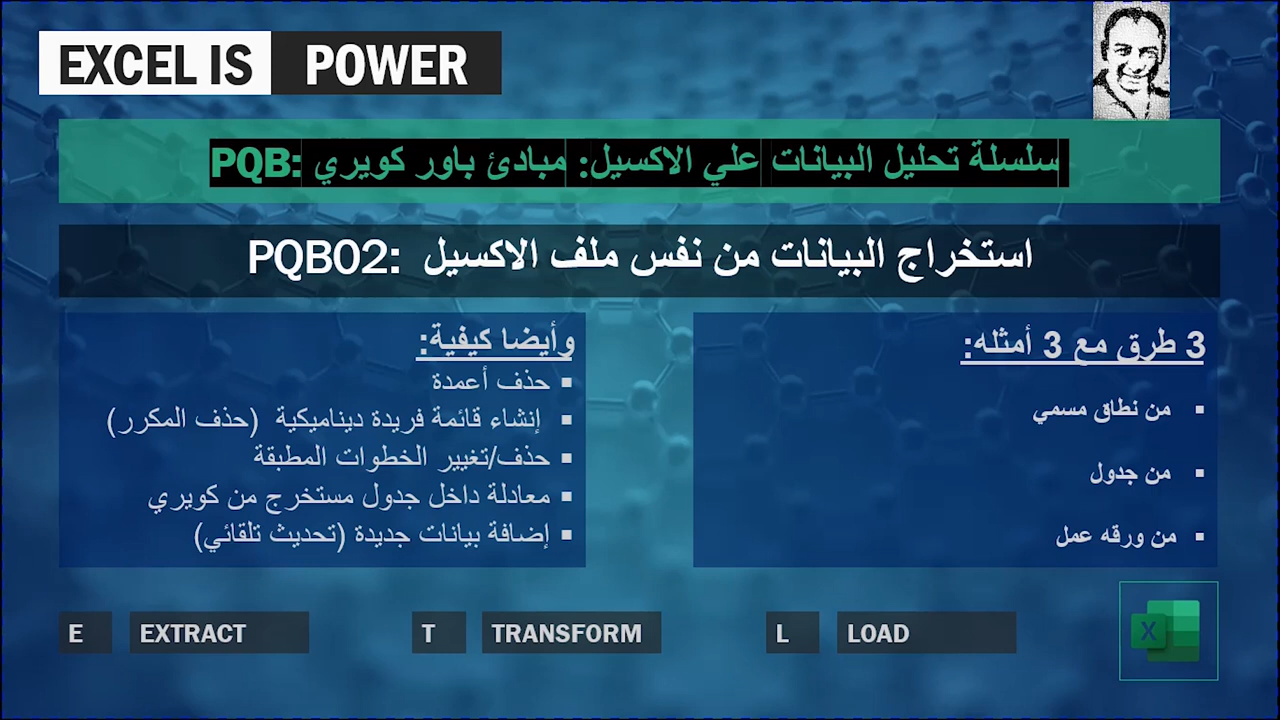 EXCEL IS POWER
PQB: سلسلة تحليل البيانات علي الاكسيل: مبادئ باور كويري
PQB02: استخراج البيانات من نفس ملف الاكسيل
3 طرق مع 3 أمثله:
من نطاق مسمي
من جدول
من ورقه عمل
وأيضا كيفية:
حذف أعمدة
إنشاء قائمة فريدة ديناميكية (حذف المكرر)
حذف/تغيير الخطوات المطبقة
معادلة داخل جدول مستخرج من كويري
إضافة بيانات جديدة (تحديث تلقائي)
E EXTRACT T TRANSFORM L LOAD
X